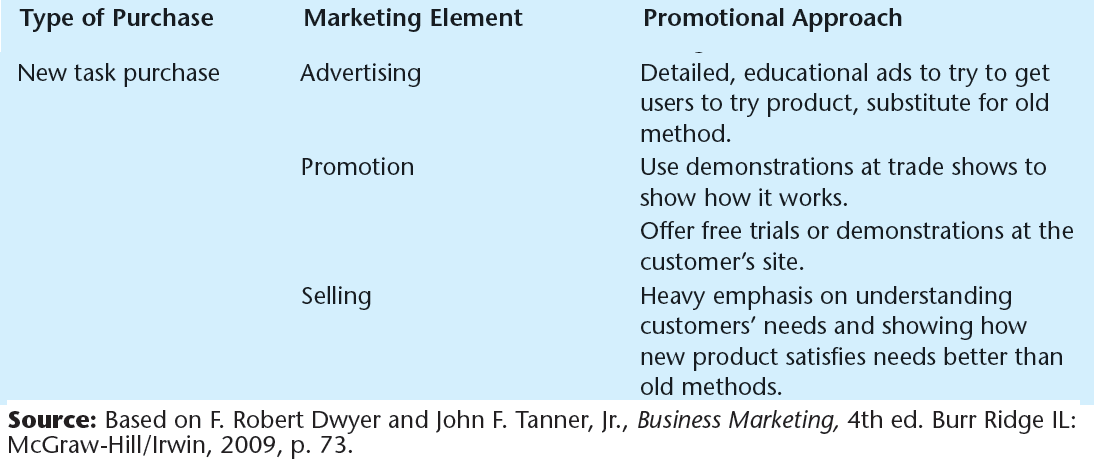 Type of Purchase Marketing Element Promotional Approach
New task purchase Advertising Detailed, educational ads to try to get
users to try product, substitute for old
method.
Promotion Use demonstrations at trade shows to
show how it works.
Offer free trials or demonstrations at the
customer’s site.
Selling Heavy emphasis on understanding
customers’ needs and showing how
new product satisfies needs better than
old methods.
Source: Based on F. Robert Dwyer and John F. Tanner, Jr., Business Marketing, 4th ed. Burr Ridge IL:
McGraw-Hill/Irwin, 2009, p. 73.